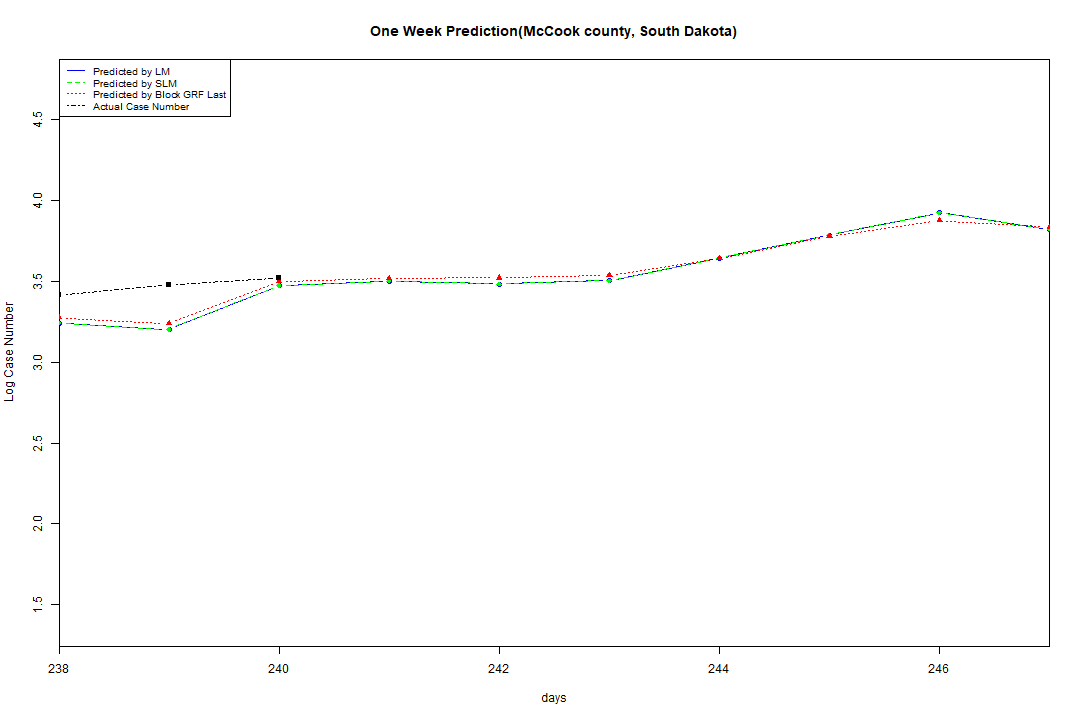 One Week Prediction(McCook county, South Dakota)
Predicted by LM
Predicted by SLM
Predicted by Block GRF Last
Actual Case Number
4.5
4.0
3.5
3.0
2.5
2.0
1.5
Log Case Number
238 240 242 244 246
days